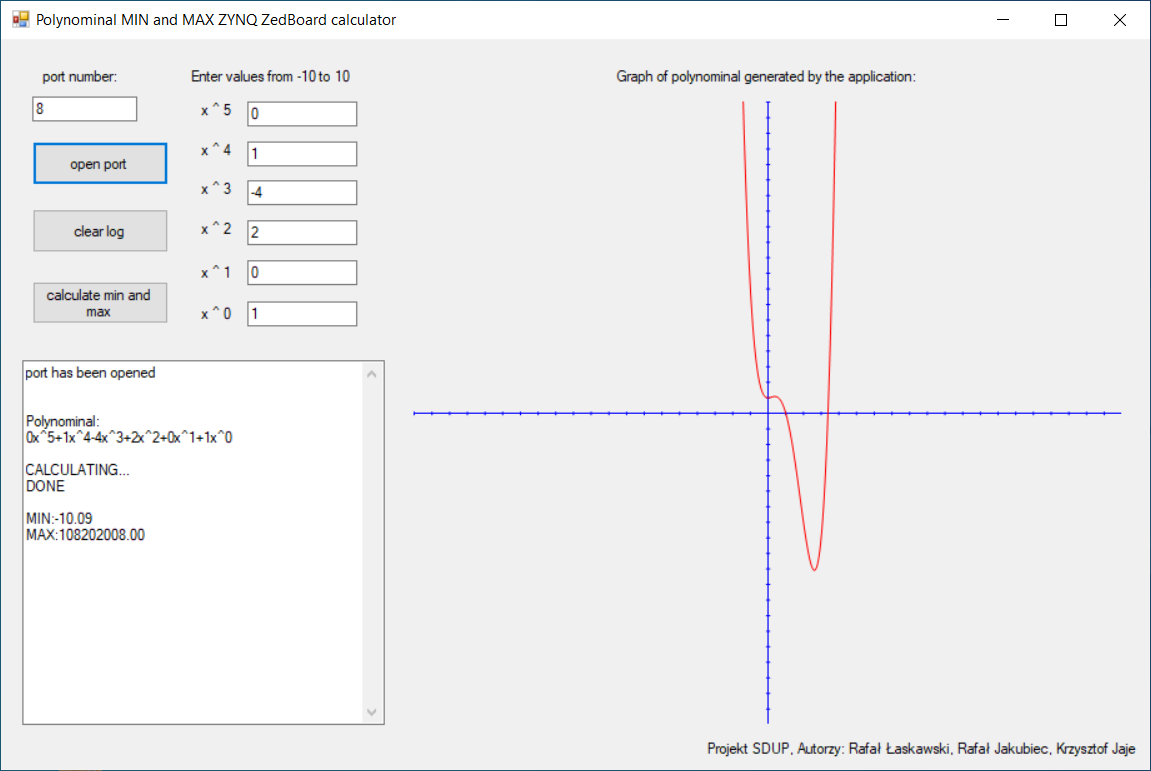 Polynominal MIN and MAX ZYNQ ZedBoard calculator
port number:
8
open port
clear log
calculate min and
max
Enter values from -10 to 10
x ^ 5
0
x ^ 4
1
x ^ 3
-4
x ^ 2
2
x ^ 1
0
x ^ 0
1
port has been opened
Polynominal:
0x^5+1x^4-4x^3+2x^2+0x^1+1x^0
CALCULATING...
DONE
MIN:-10.09
MAX:108202008.00
Graph of polynominal generated by the application:
Projekt SDUP, Autorzy: Rafał Łaskawski, Rafał Jakubiec, Krzysztof Jaje